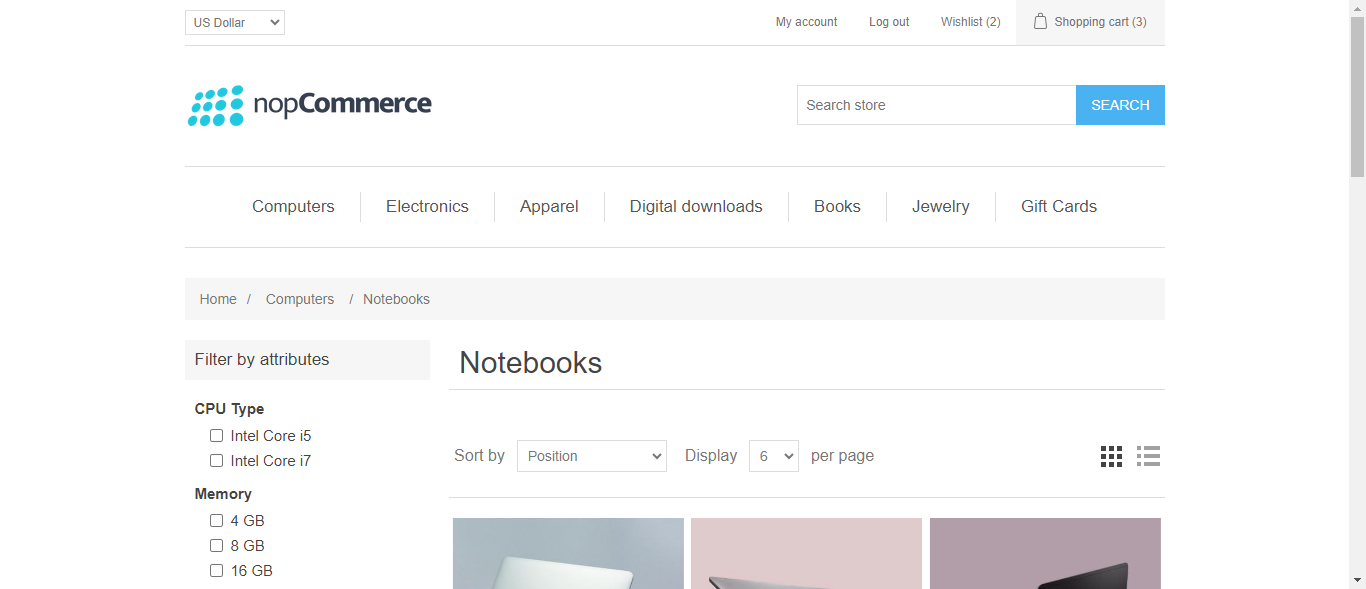 US Dollar My account Log out Wishlist (2) Shopping cart (3)
nopCommerce Search store SEARCH
Computers Electronics Apparel Digital downloads Books Jewelry Gift Cards
Home / Computers / Notebooks
Filter by attributes
CPU Type
Intel Core i5
Intel Core i7
Memory
4 GB
8 GB
16 GB
Notebooks
Sort by Position Display 6 per page